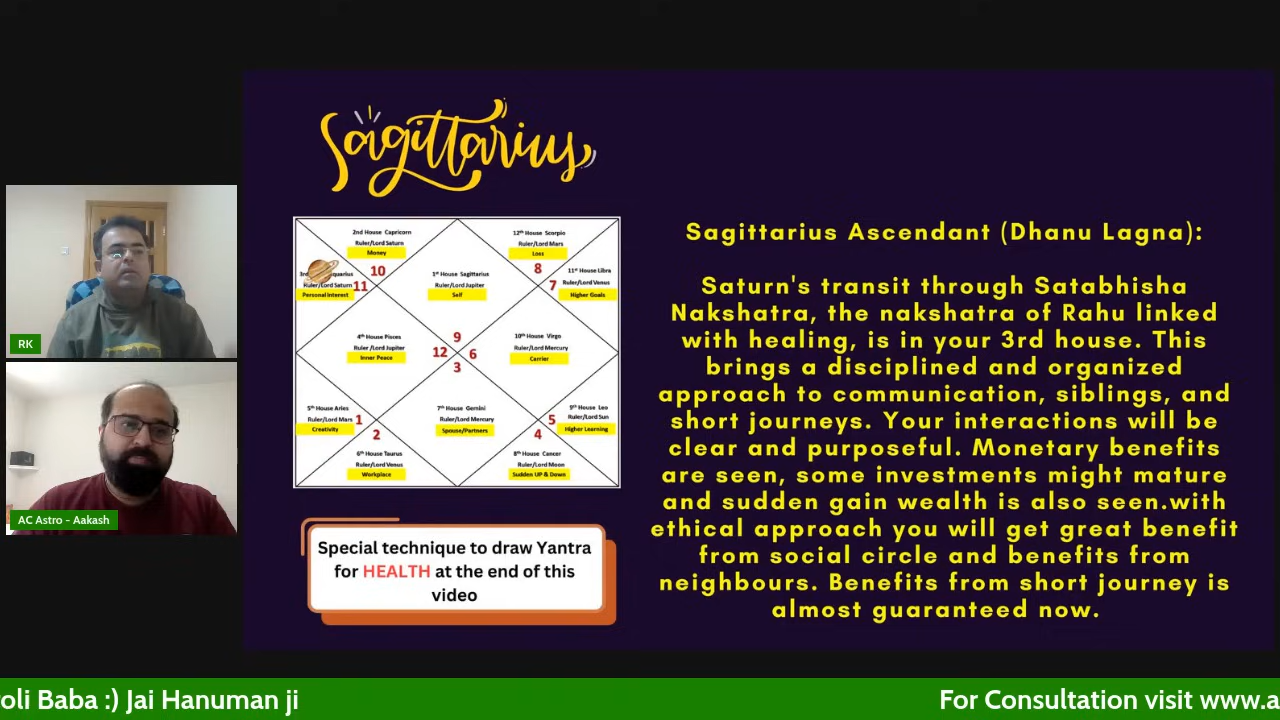 Sagittarius
2nd House Capricorn
Ruler/Lord Saturn
Money
12th House Scorpio
Ruler/Lord Mars
Loss
10
8
3rd
quarius
Ruler/Lord Saturn
Personal Interest
11
1st House Sagittarius
Ruler/Lord Jupiter
Self
11th House Libra
7
Ruler/Lord Venus
Higher Goals
4th House Pisces
Ruler/Lord Jupiter
Inner Peace
9
12
6
3
10th House Virgo
Ruler/Lord Mercury
Carrier
5th House Aries
Ruler/Lord Mars
1
Creativity
2
7th House Gemini
Ruler/Lord Mercury
Spouse/Partners
9th House Leo
5
Ruler/Lord Sun
Higher Learning
4
6th House Taurus
Ruler/Lord Venus
Workplace
8th House Cancer
Ruler/Lord Moon
Sudden UP & Down
Special technique to draw Yantra
for HEALTH at the end of this
video
Sagittarius Ascendant (Dhanu Lagna):
Saturn's transit through Satabhisha
Nakshatra, the nakshatra of Rahu linked
with healing, is in your 3rd house. This
brings a disciplined and organized
approach to communication, siblings, and
short journeys. Your interactions will be
clear and purposeful. Monetary benefits
are seen, some investments might mature
and sudden gain wealth is also seen.with
ethical approach you will get great benefit
from social circle and benefits from
neighbours. Benefits from short journey is
almost guaranteed now.
RK
AC Astro - Aakash
oli Baba :) Jai Hanuman ji
For Consultation visit www.a